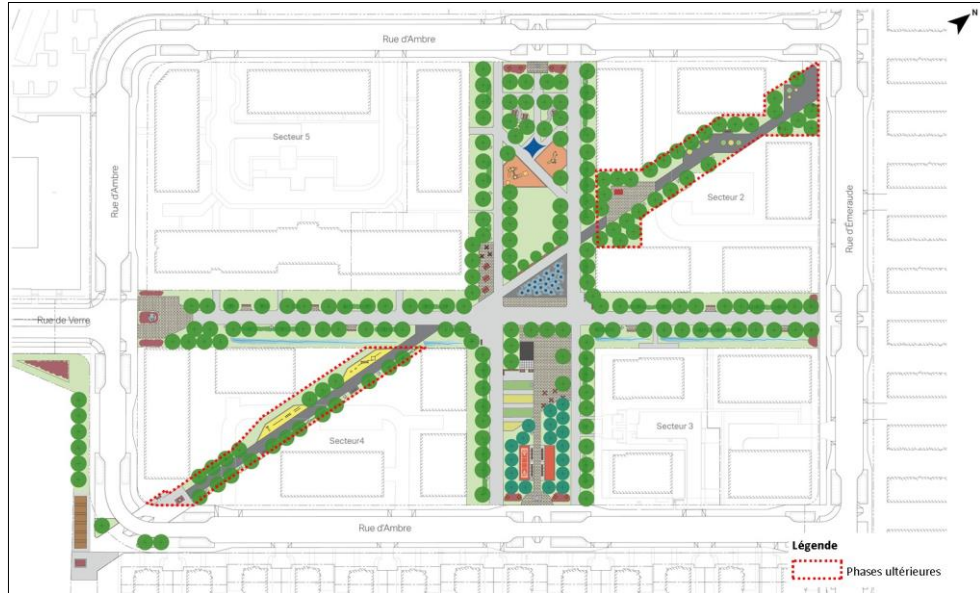 N
Rue d'Ambre
Secteur 5
Rue d'Ambre
Secteur 2
Rue d'Émeraude
Rue de Verre
Secteur4
Secteur 3
Rue d'Ambre
Légende
Phases ultérieures